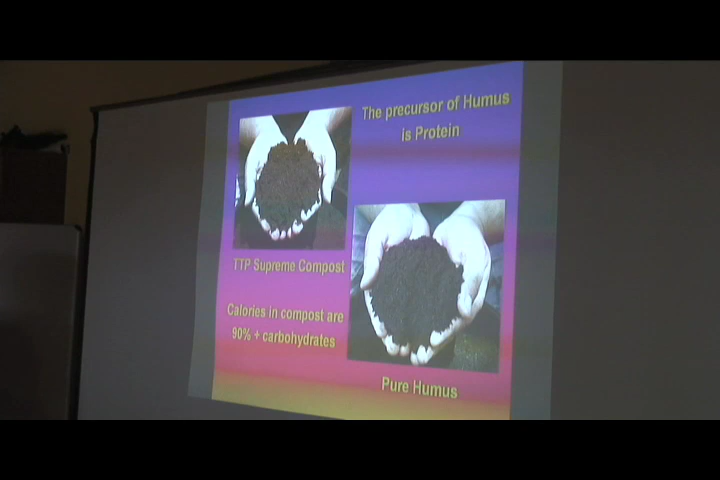 The precursor of Humus
is Protein
TTP Supreme Compost
Calories in compost are
90% + carbohydrates
Pure Humus